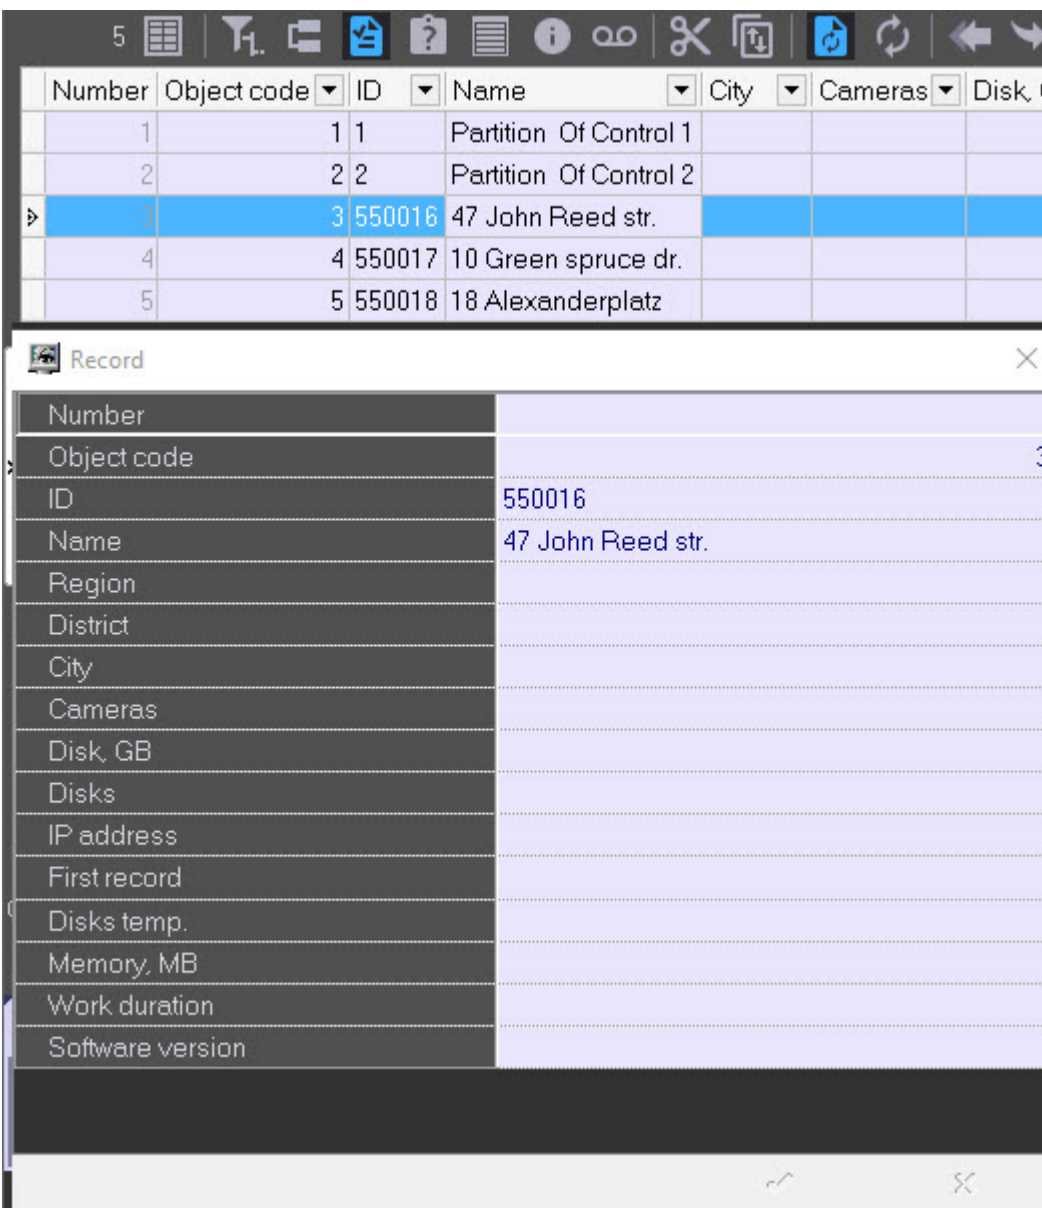 5
Number Object code ID Name City Cameras Disk,
1 1 1 Partition Of Control 1
2 2 2 Partition Of Control 2
3 3 550016 47 John Reed str.
4 4 550017 10 Green spruce dr.
5 5 550018 18 Alexanderplatz
Record
Number
Object code 3
ID 550016
Name 47 John Reed str.
Region
District
City
Cameras
Disk, GB
Disks
IP address
First record
Disks temp.
Memory, MB
Work duration
Software version